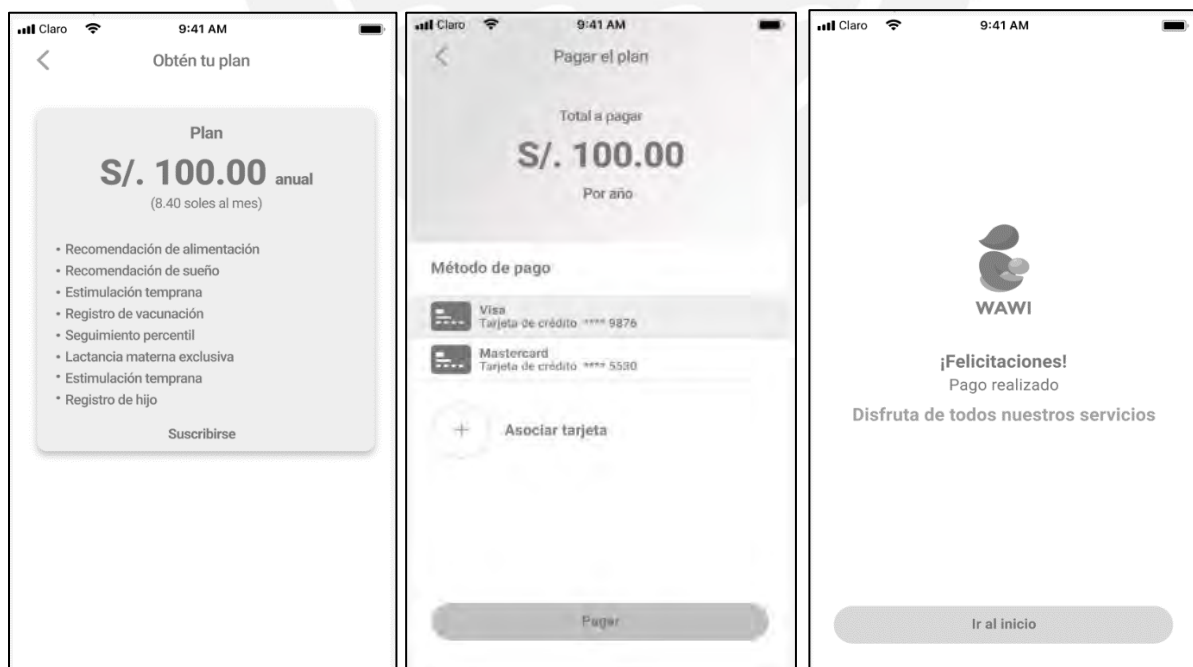 Claro 9:41 AM
Obtén tu plan
Plan
S/. 100.00 anual
(8.40 soles al mes)
• Recomendación de alimentación
• Recomendación de sueño
• Estimulación temprana
• Registro de vacunación
• Seguimiento percentil
• Lactancia materna exclusiva
• Estimulación temprana
• Registro de hijo
Suscribirse
Claro 9:41 AM
Pagar el plan
Total a pagar
S/. 100.00
Por año
Método de pago
Visa
Tarjeta de crédito **** 9876
Mastercard
Tarjeta de crédito **** 5530
+ Asociar tarjeta
Pagar
Claro 9:41 AM
WAWI
¡Felicitaciones!
Pago realizado
Disfruta de todos nuestros servicios
Ir al inicio